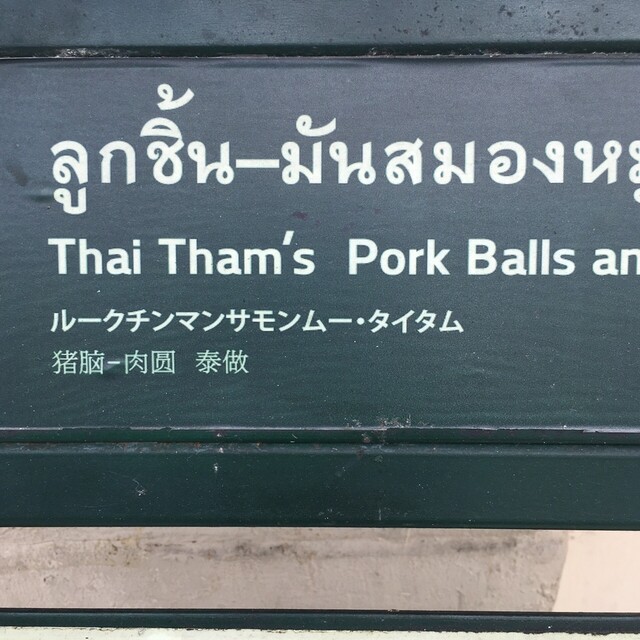 ลูกชิ้น–มันสมองหมู
Thai Tham's Pork Balls an
ルークチンマンサモンムー・タイタム
猪脑-肉圆 泰做